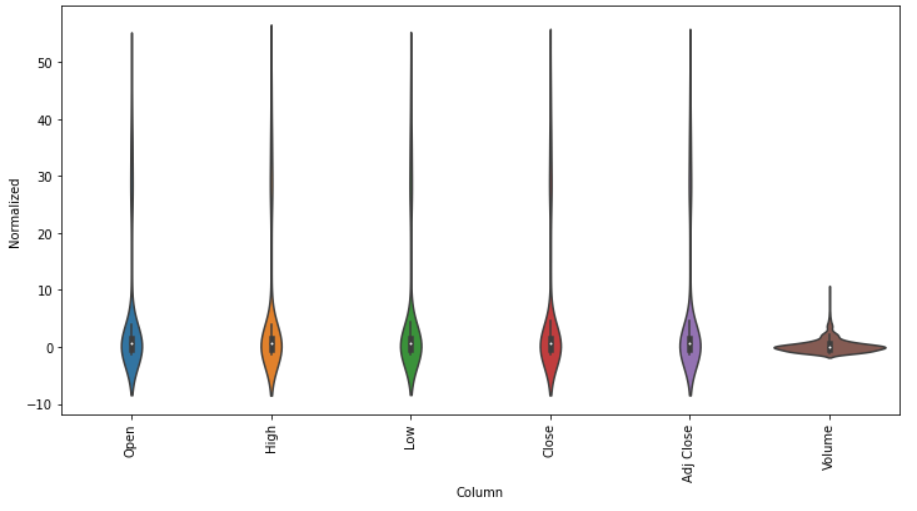 50
40
30
20
10
0
−10
Normalized
Open
High
Low
Close
Adj Close
Volume
Column